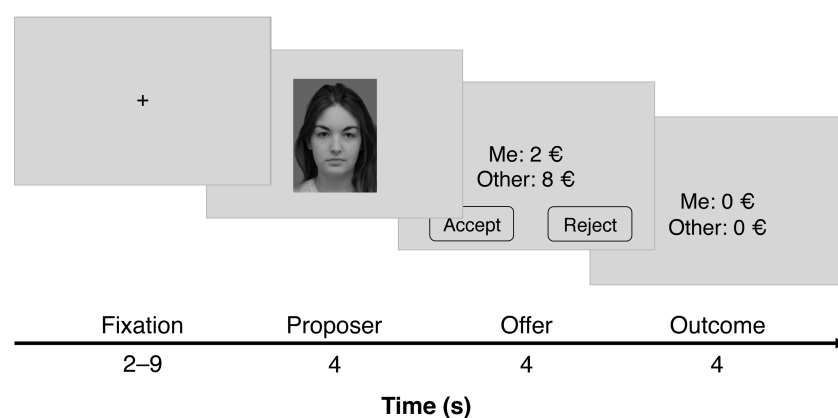 +
Me: 2 €
Other: 8 €
Accept
Reject
Me: 0 €
Other: 0 €
Fixation
Proposer
Offer
Outcome
2–9
4
4
4
Time (s)